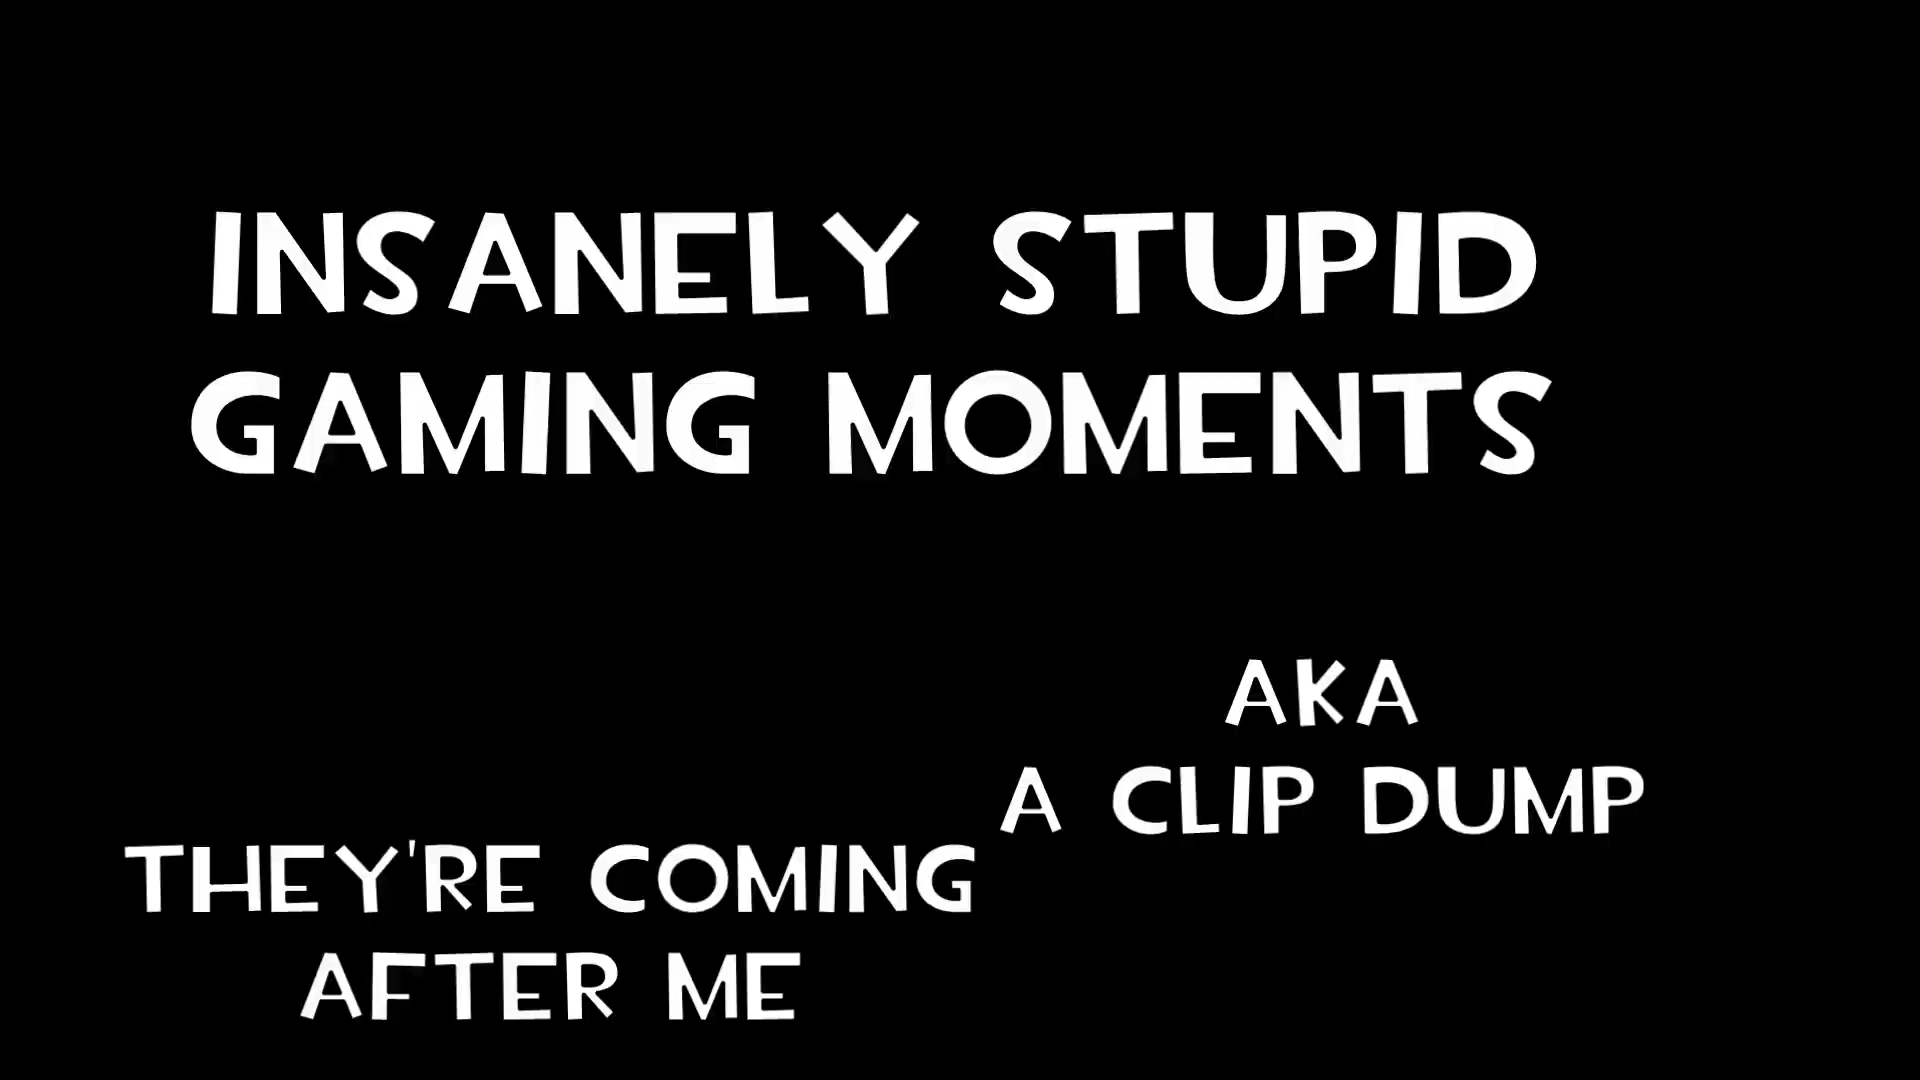 INSANELY STUPID
GAMING MOMENTS
AKA
A CLIP DUMP
THEY'RE COMING
AFTER ME